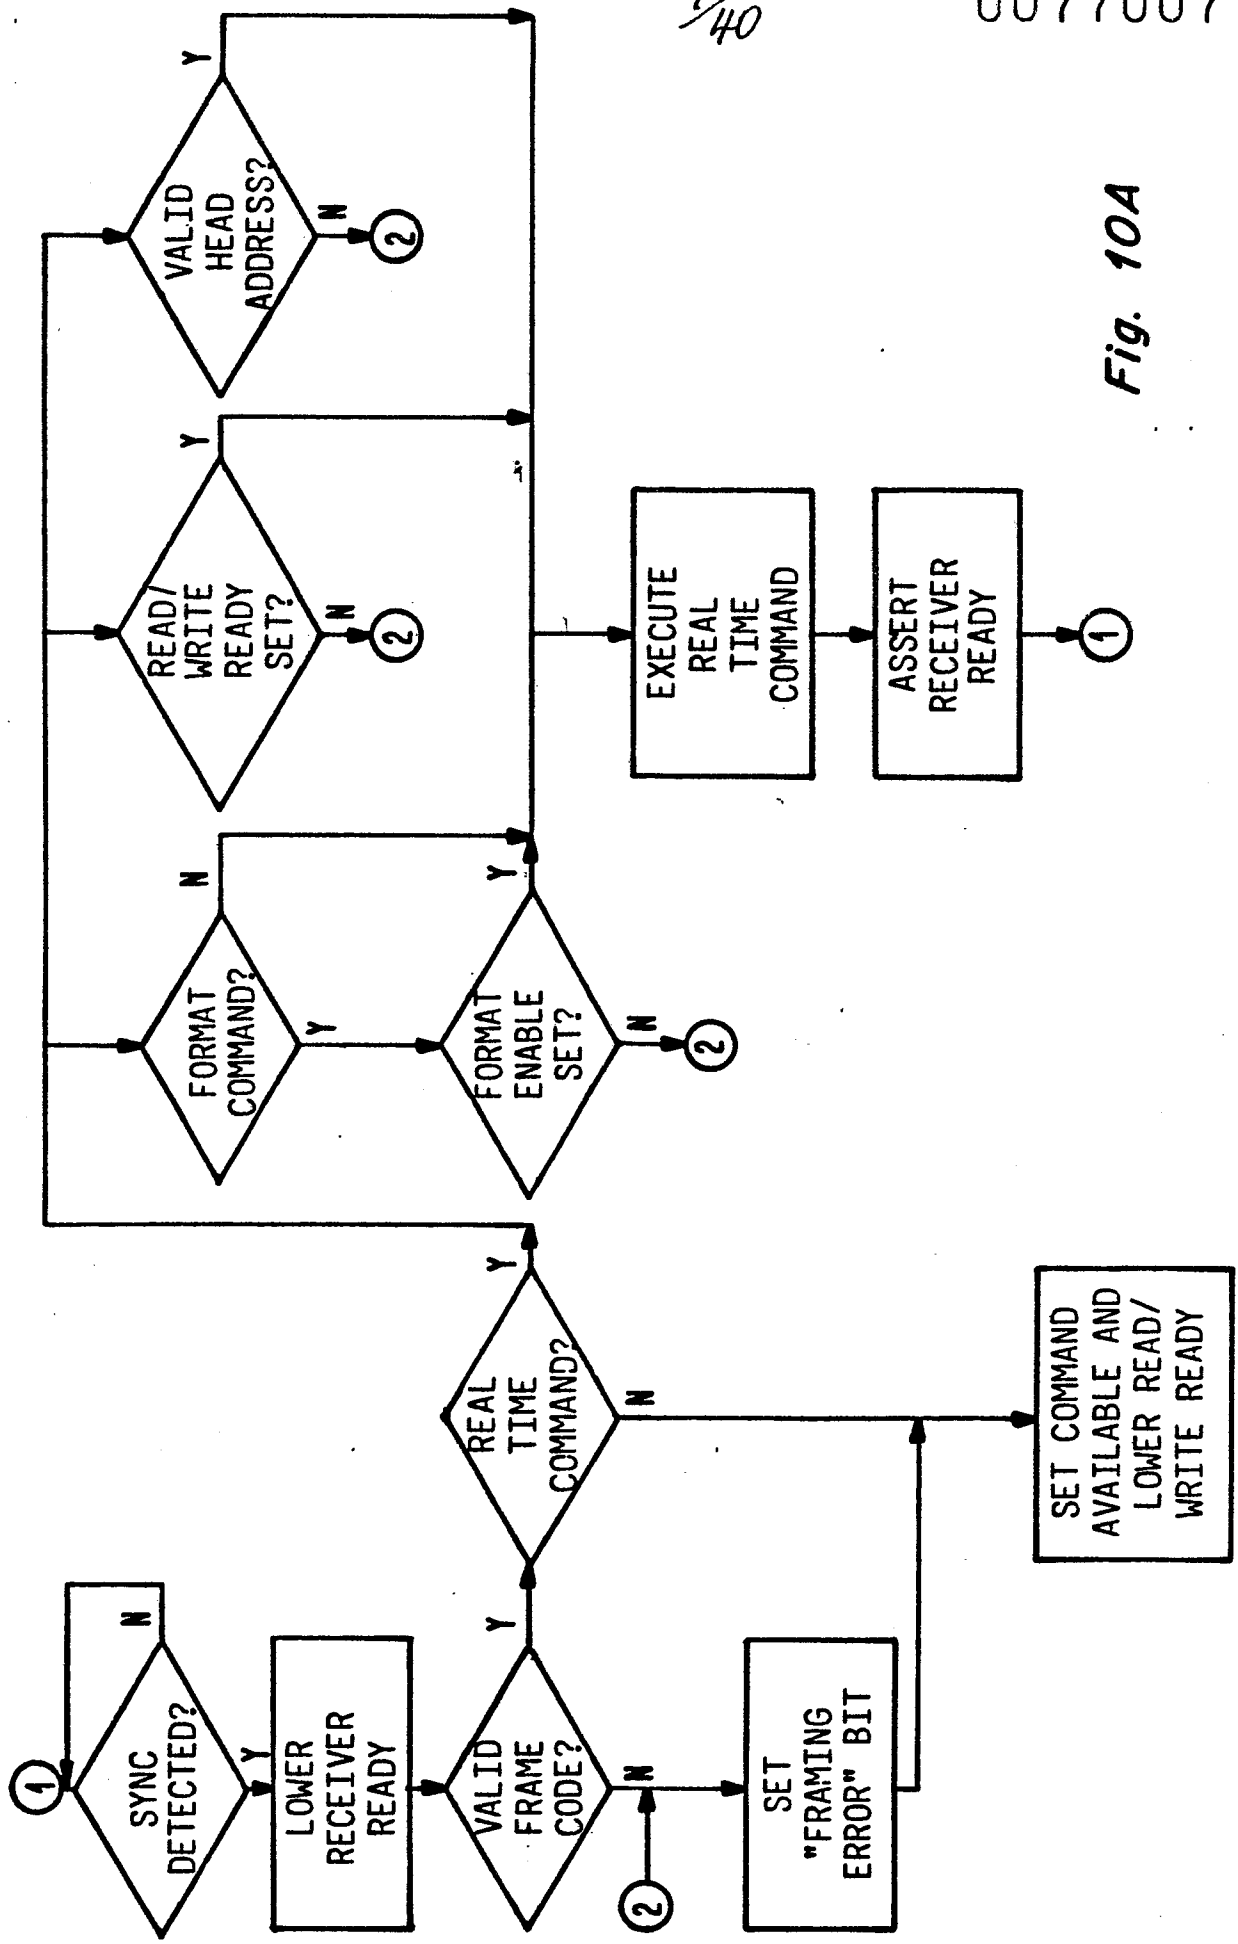 1
SYNC
DETECTED?
N
Y
LOWER
RECEIVER
READY
VALID
FRAME
CODE?
Y
N
2
SET
"FRAMING
ERROR" BIT
REAL
TIME
COMMAND?
Y
N
SET COMMAND
AVAILABLE AND
LOWER READ/
WRITE READY
FORMAT
COMMAND?
N
Y
FORMAT
ENABLE
SET?
Y
N
2
READ/
WRITE
READY
SET?
Y
N
2
VALID
HEAD
ADDRESS?
Y
N
2
EXECUTE
REAL
TIME
COMMAND
ASSERT
RECEIVER
READY
1
Fig. 10A
/40
0077007